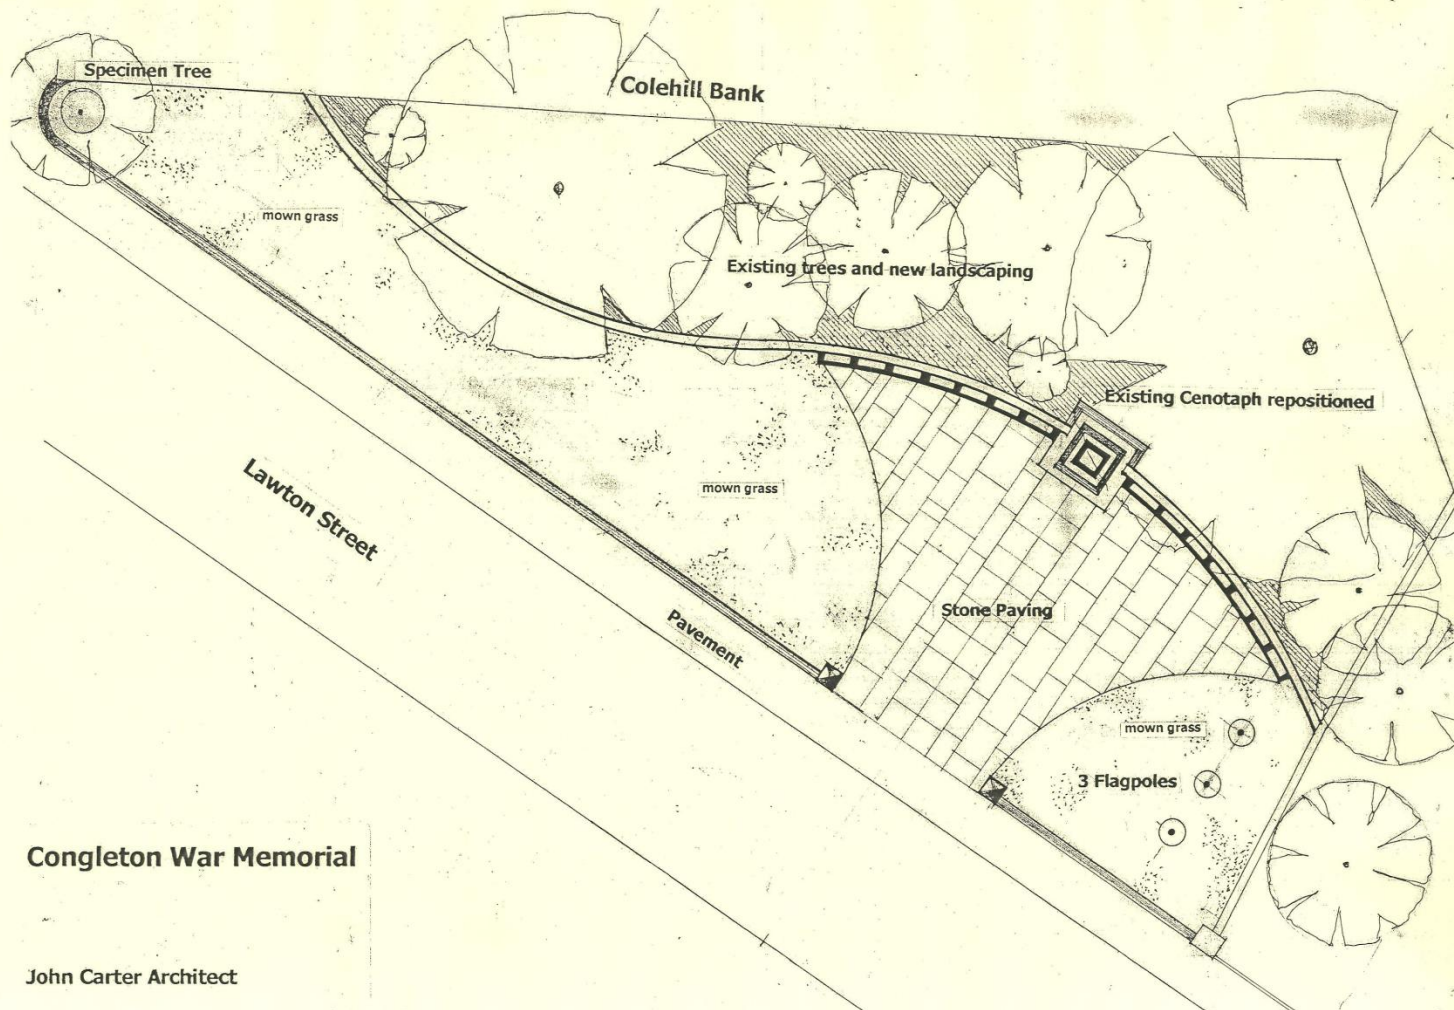 Specimen Tree
Colehill Bank
mown grass
Existing trees and new landscaping
Existing Cenotaph repositioned
mown grass
Lawton Street
Stone Paving
Pavement
mown grass
3 Flagpoles
Congleton War Memorial
John Carter Architect